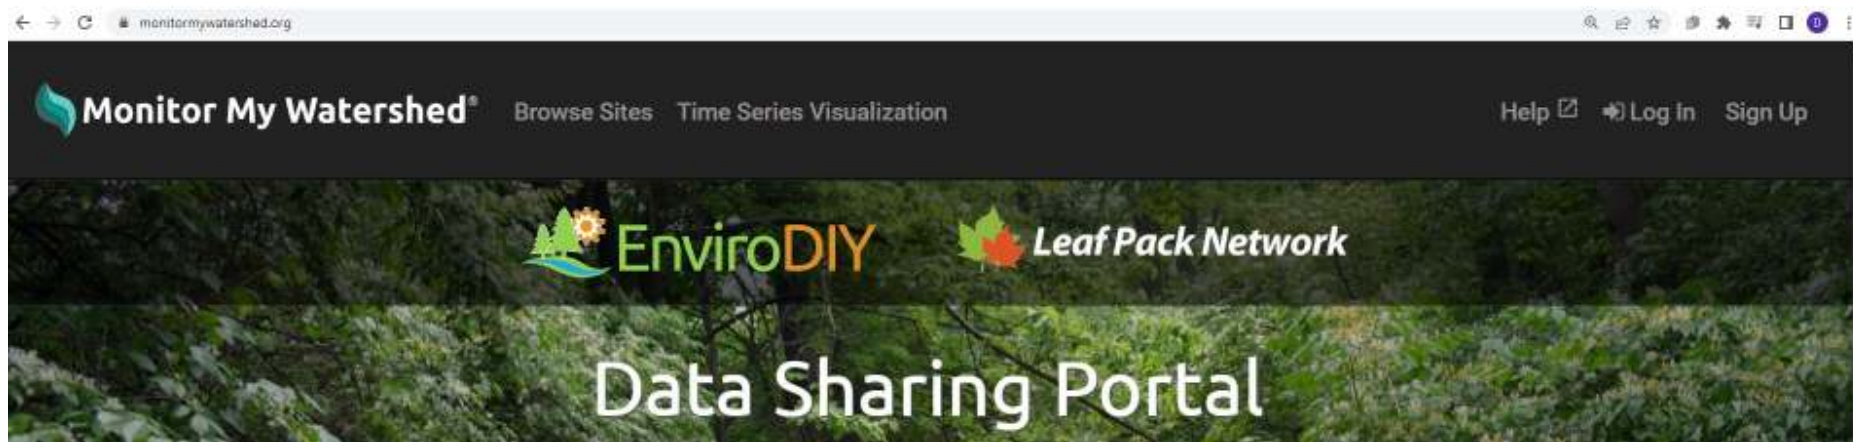 monitormywatershed.org
Monitor My Watershed® Browse Sites Time Series Visualization Help Log In Sign Up
EnviroDIY Leaf Pack Network
Data Sharing Portal